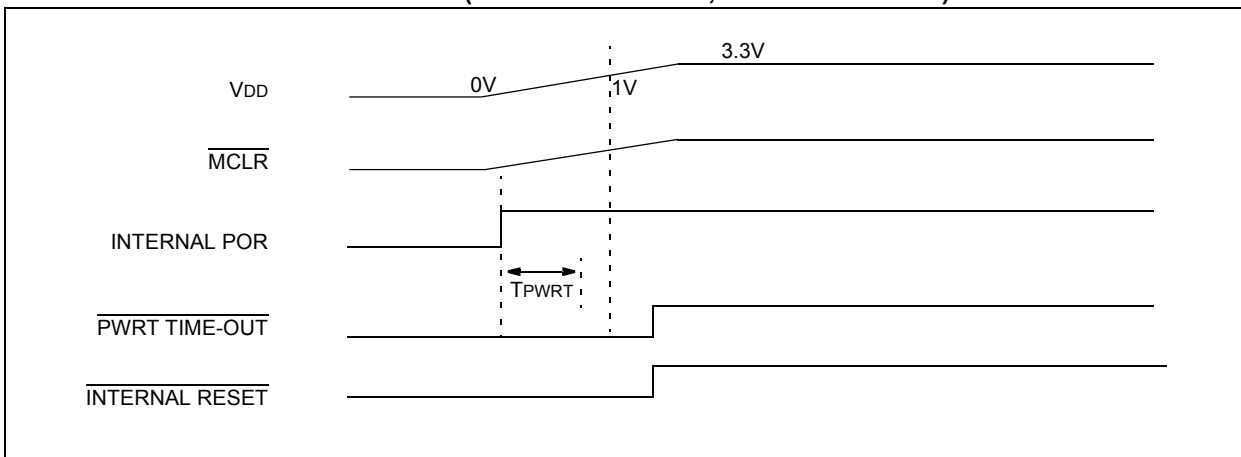 3.3V
VDD 0V 1V
MCLR
INTERNAL POR
TPWRT
PWRT TIME-OUT
INTERNAL RESET